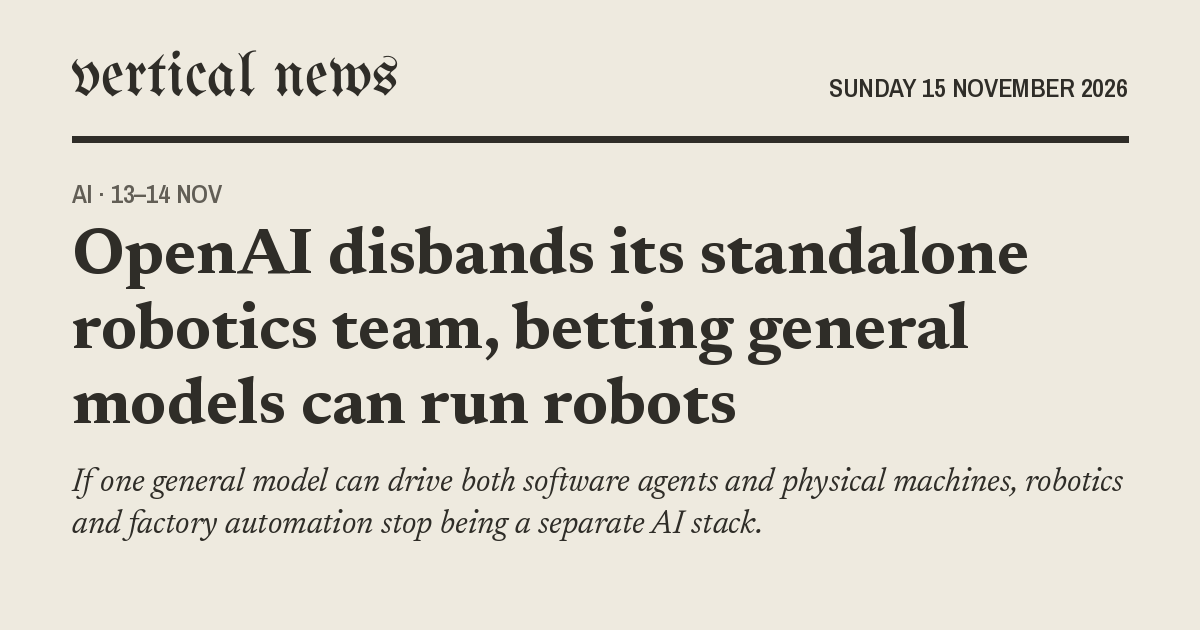 vertical news
SUNDAY 15 NOVEMBER 2026
AI · 13–14 NOV
OpenAI disbands its standalone
robotics team, betting general
models can run robots
If one general model can drive both software agents and physical machines, robotics
and factory automation stop being a separate AI stack.